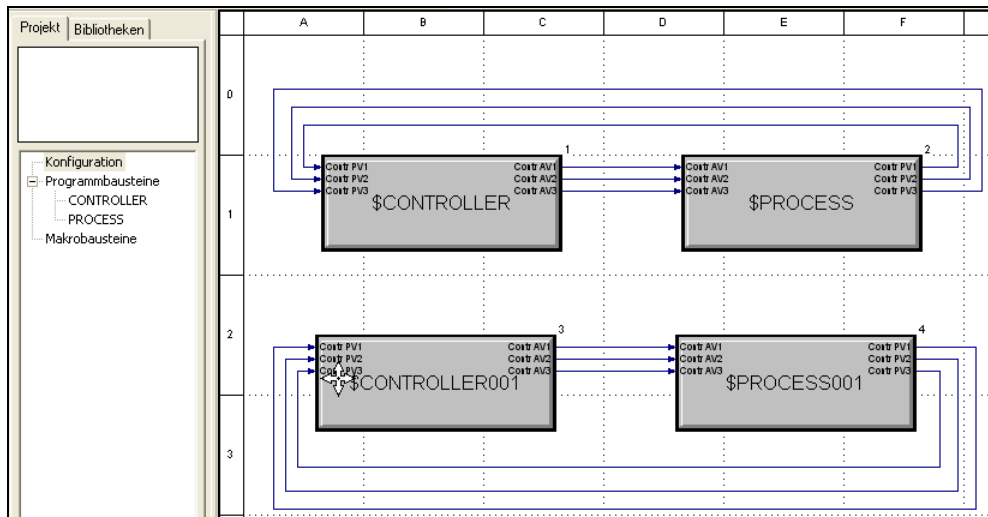 Projekt Bibliotheken
A B C D E F
Konfiguration
Programmbausteine
CONTROLLER
PROCESS
Makrobausteine
0
1 2
Contr PV1 Contr AV1 Contr AV1 Contr PV1
Contr PV2 Contr AV2 Contr AV2 Contr PV2
Contr PV3 Contr AV3 Contr AV3 Contr PV3
$CONTROLLER $PROCESS
1
3 4
2
Contr PV1 Contr AV1 Contr AV1 Contr PV1
Contr PV2 Contr AV2 Contr AV2 Contr PV2
Contr PV3 Contr AV3 Contr AV3 Contr PV3
$CONTROLLER001 $PROCESS001
3